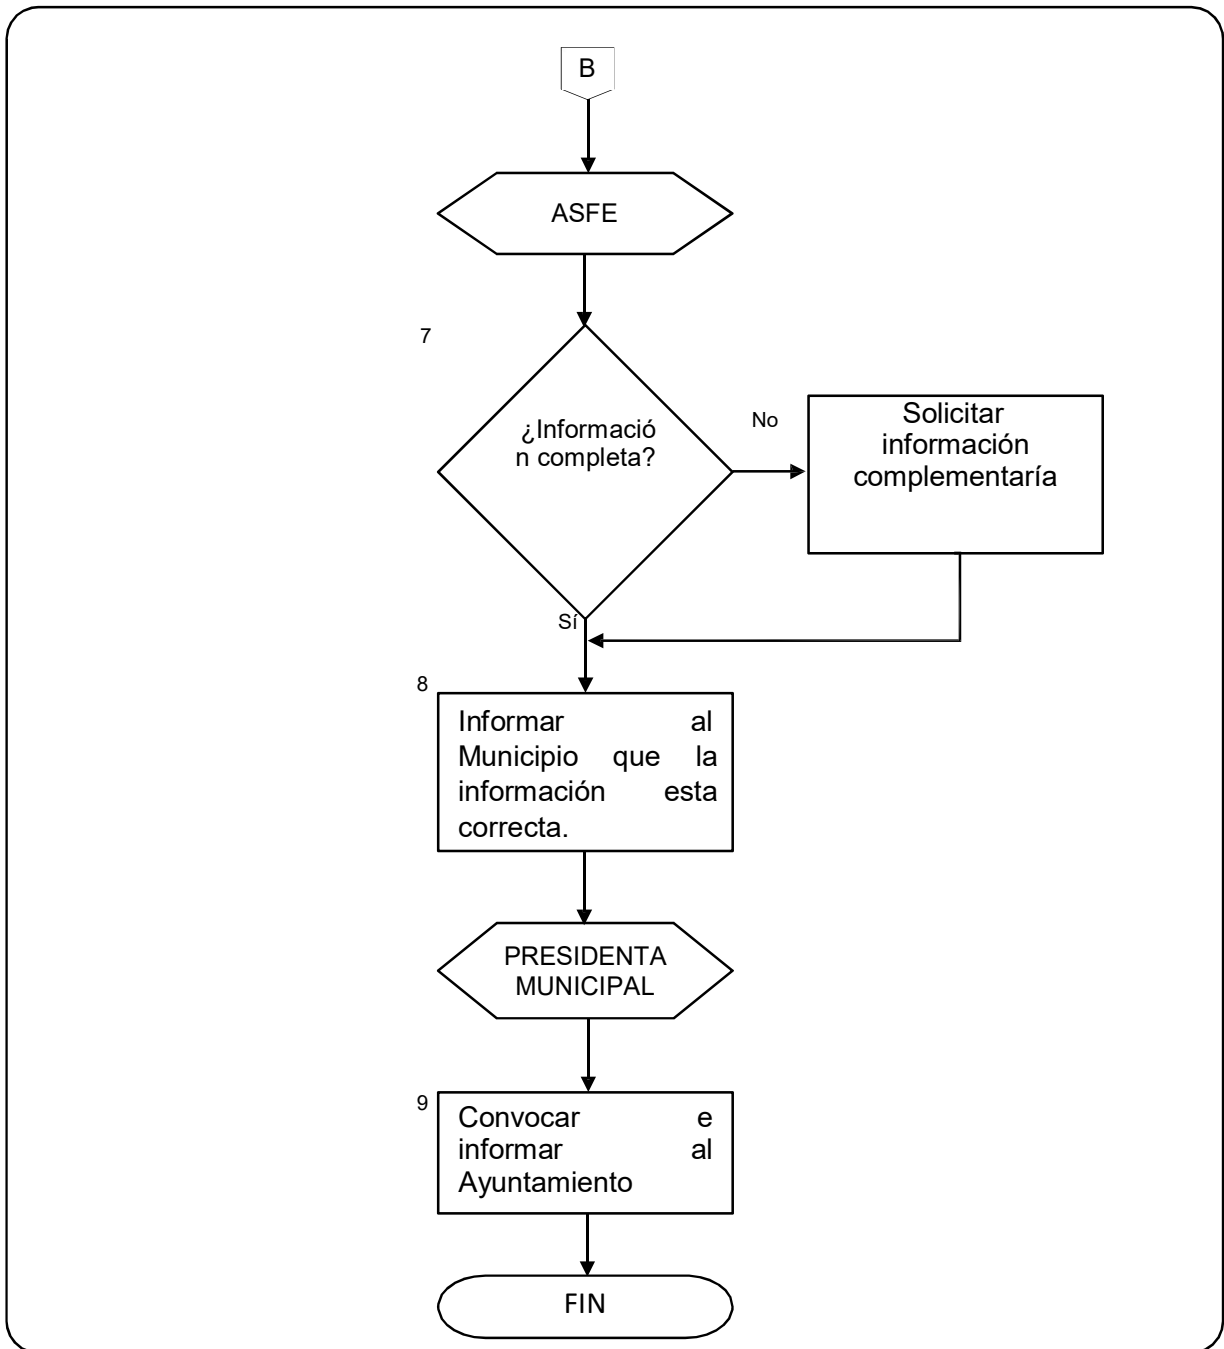 B
ASFE
7
¿Informació
n completa?
No
Solicitar
información
complementaría
Sí
8
Informar al
Municipio que la
información esta
correcta.
PRESIDENTA
MUNICIPAL
9
Convocar e
informar al
Ayuntamiento
FIN